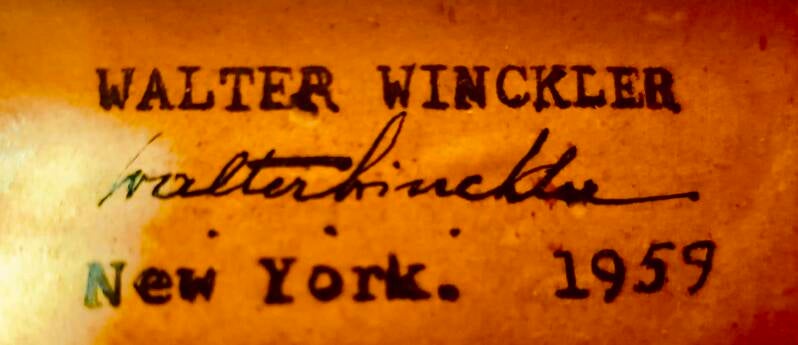 WALTER WINCKLER
Walter Winckler
New York. 1959